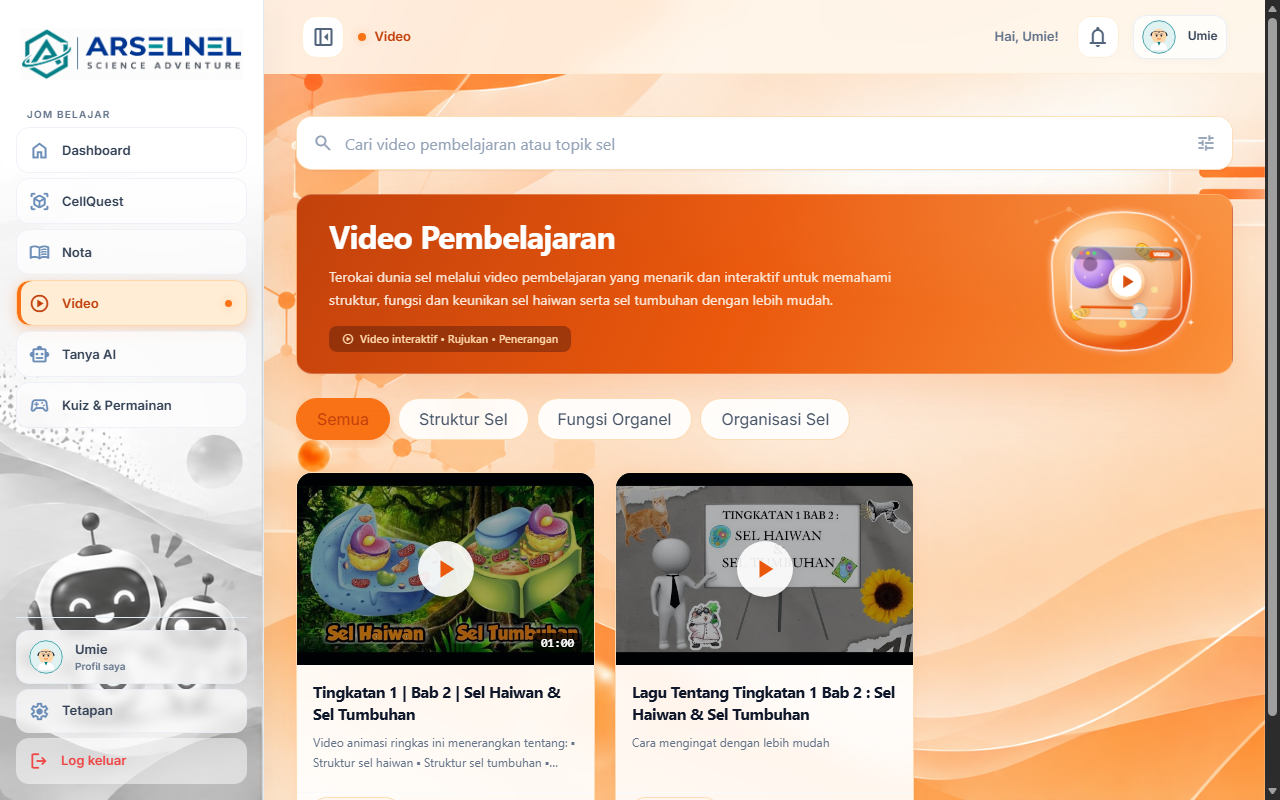 ARSELNEL
SCIENCE ADVENTURE
JOM BELAJAR
Dashboard
CellQuest
Nota
Video
Tanya AI
Kuiz & Permainan
Umie
Profil saya
Tetapan
Log keluar
Video
Hai, Umie!
Umie
Cari video pembelajaran atau topik sel
Video Pembelajaran
Terokai dunia sel melalui video pembelajaran yang menarik dan interaktif untuk memahami
struktur, fungsi dan keunikan sel haiwan serta sel tumbuhan dengan lebih mudah.
Video interaktif • Rujukan • Penerangan
Semua
Struktur Sel
Fungsi Organel
Organisasi Sel
Sel Haiwan
Sel Tumbuhan
01:00
Tingkatan 1 | Bab 2 | Sel Haiwan &
Sel Tumbuhan
Video animasi ringkas ini menerangkan tentang: •
Struktur sel haiwan • Struktur sel tumbuhan •...
TINGKATAN 1 BAB 2 :
SEL HAIWAN
SEL TUMBUHAN
Lagu Tentang Tingkatan 1 Bab 2 : Sel
Haiwan & Sel Tumbuhan
Cara mengingat dengan lebih mudah